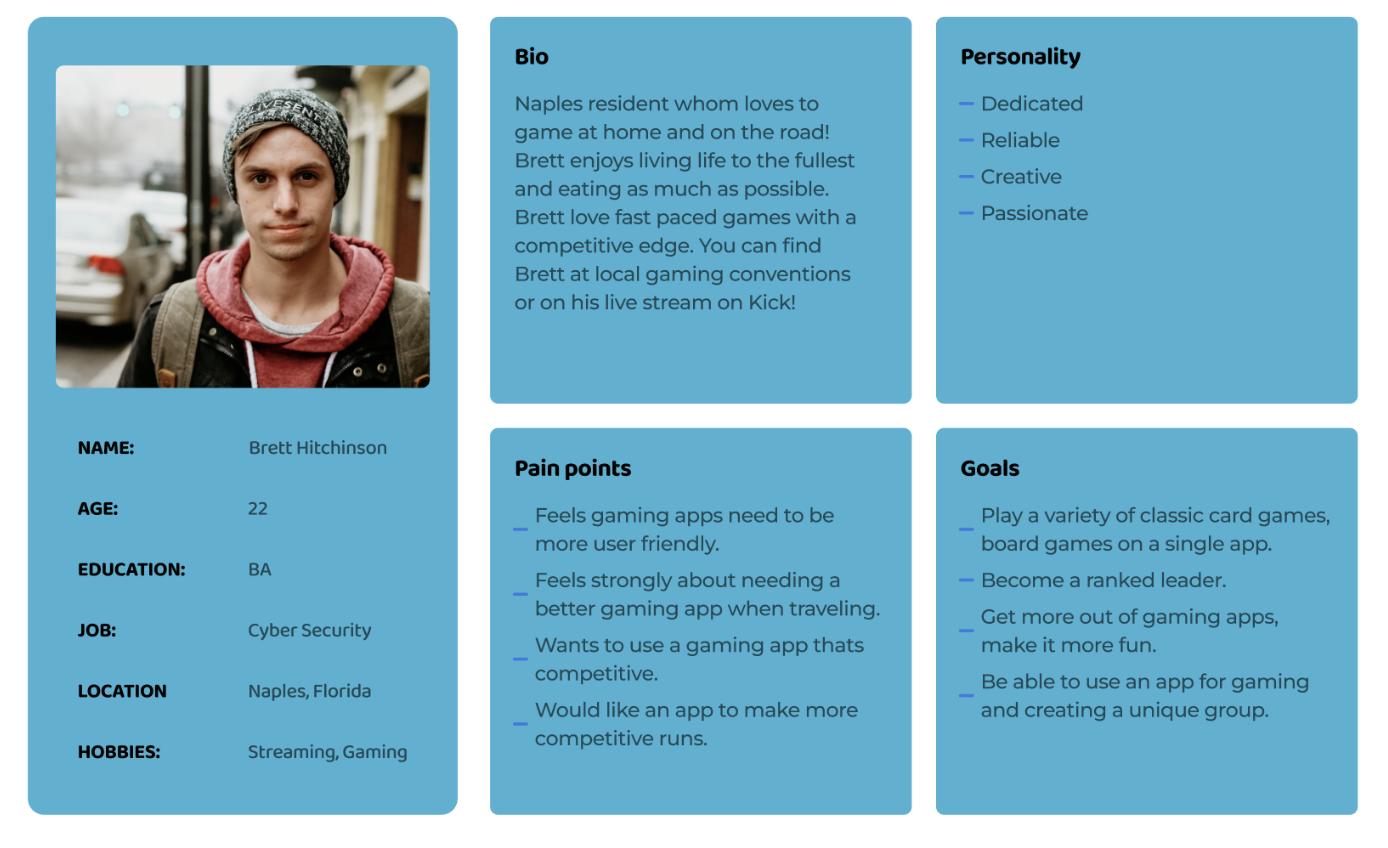 LIVESENT
NAME: Brett Hitchinson
AGE: 22
EDUCATION: BA
JOB: Cyber Security
LOCATION Naples, Florida
HOBBIES: Streaming, Gaming
Bio
Naples resident whom loves to
game at home and on the road!
Brett enjoys living life to the fullest
and eating as much as possible.
Brett love fast paced games with a
competitive edge. You can find
Brett at local gaming conventions
or on his live stream on Kick!
Personality
Dedicated
Reliable
Creative
Passionate
Pain points
Feels gaming apps need to be
more user friendly.
Feels strongly about needing a
better gaming app when traveling.
Wants to use a gaming app thats
competitive.
Would like an app to make more
competitive runs.
Goals
Play a variety of classic card games,
board games on a single app.
Become a ranked leader.
Get more out of gaming apps,
make it more fun.
Be able to use an app for gaming
and creating a unique group.